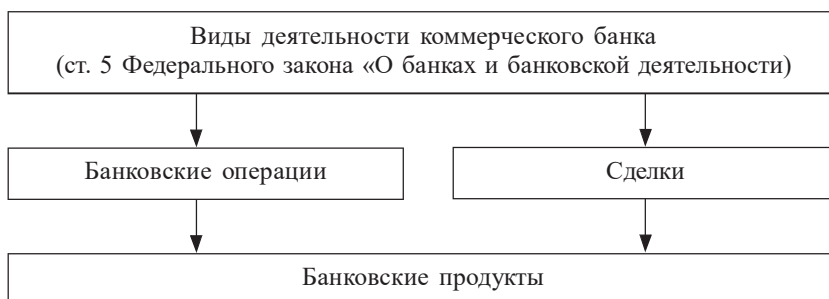 Виды деятельности коммерческого банка
(ст. 5 Федерального закона «О банках и банковской деятельности)
Банковские операции
Сделки
Банковские продукты